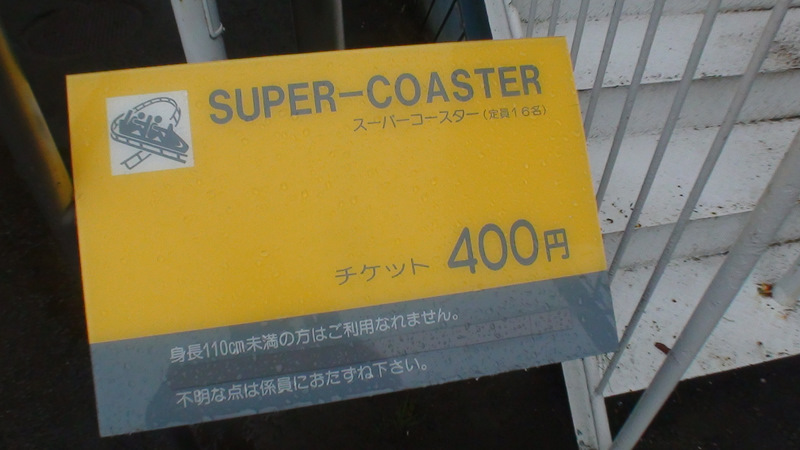 SUPER-COASTER
スーパーコースター(定員16名)
チケット 400円
身長110cm未満の方はご利用なれません。
不明な点は係員におたずね下さい。